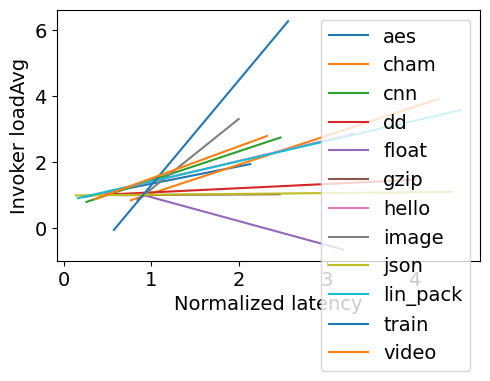 Invoker loadAvg
6
4
2
0
0
1
2
3
4
Normalized latency
aes
cham
cnn
dd
float
gzip
hello
image
json
lin_pack
train
video